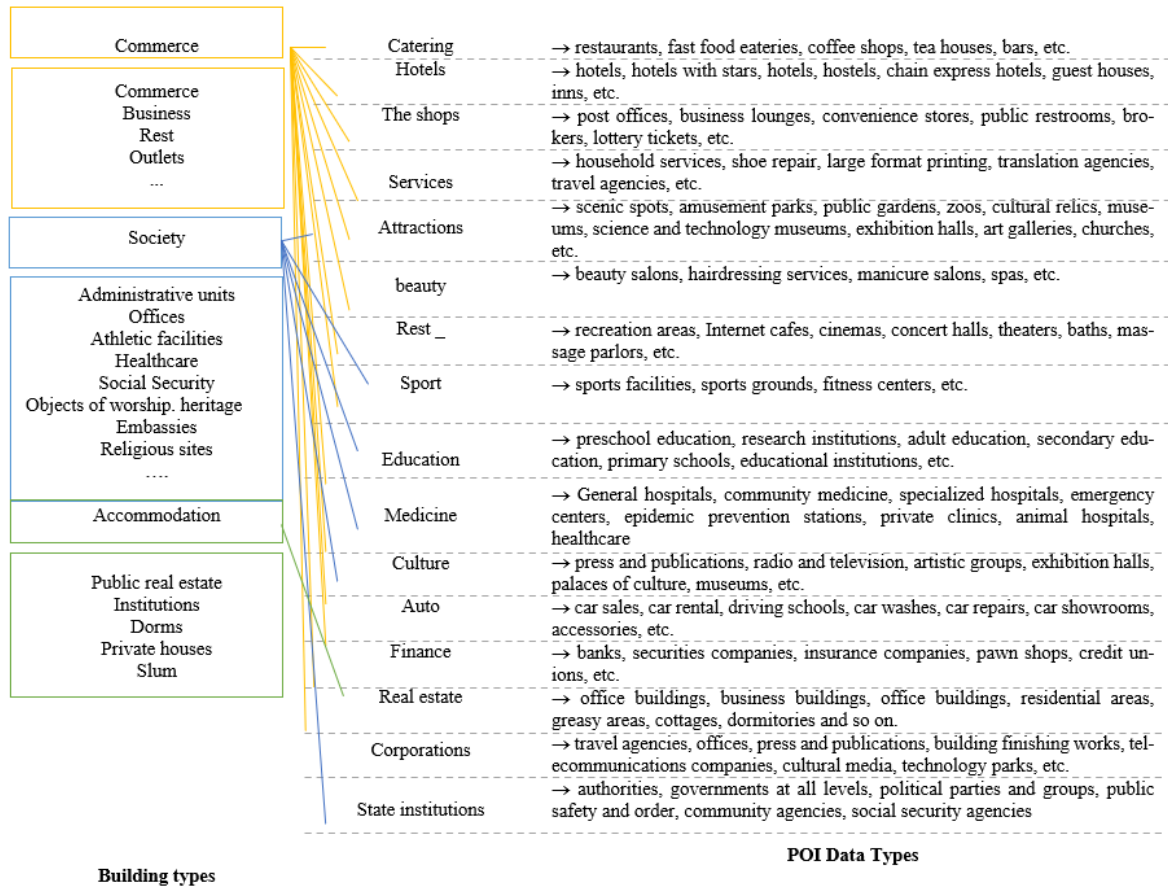 Commerce
Commerce
Business
Rest
Outlets
...
Society
Administrative units
Offices
Athletic facilities
Healthcare
Social Security
Objects of worship. heritage
Embassies
Religious sites
….
Accommodation
Public real estate
Institutions
Dorms
Private houses
Slum
Building types
Catering
→ restaurants, fast food eateries, coffee shops, tea houses, bars, etc.
Hotels
→ hotels, hotels with stars, hotels, hostels, chain express hotels, guest houses,
inns, etc.
The shops
→ post offices, business lounges, convenience stores, public restrooms, bro-
kers, lottery tickets, etc.
Services
→ household services, shoe repair, large format printing, translation agencies,
travel agencies, etc.
Attractions
→ scenic spots, amusement parks, public gardens, zoos, cultural relics, muse-
ums, science and technology museums, exhibition halls, art galleries, churches,
etc.
beauty
→ beauty salons, hairdressing services, manicure salons, spas, etc.
Rest _
→ recreation areas, Internet cafes, cinemas, concert halls, theaters, baths, mas-
sage parlors, etc.
Sport
→ sports facilities, sports grounds, fitness centers, etc.
Education
→ preschool education, research institutions, adult education, secondary edu-
cation, primary schools, educational institutions, etc.
Medicine
→ General hospitals, community medicine, specialized hospitals, emergency
centers, epidemic prevention stations, private clinics, animal hospitals,
healthcare
Culture
→ press and publications, radio and television, artistic groups, exhibition halls,
palaces of culture, museums, etc.
Auto
→ car sales, car rental, driving schools, car washes, car repairs, car showrooms,
accessories, etc.
Finance
→ banks, securities companies, insurance companies, pawn shops, credit un-
ions, etc.
Real estate
→ office buildings, business buildings, office buildings, residential areas,
greasy areas, cottages, dormitories and so on.
Corporations
→ travel agencies, offices, press and publications, building finishing works, tel-
ecommunications companies, cultural media, technology parks, etc.
State institutions
→ authorities, governments at all levels, political parties and groups, public
safety and order, community agencies, social security agencies
POI Data Types